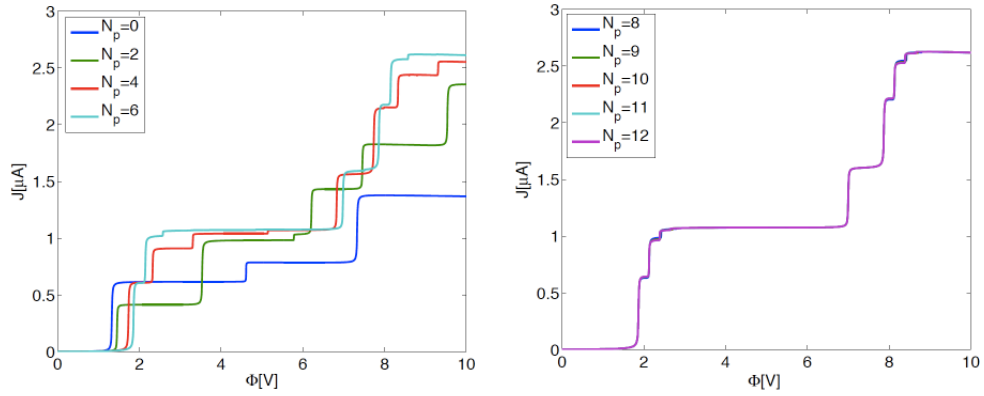 3
2.5
2
1.5
1
0.5
0
J[μA]
N_p=0
N_p=2
N_p=4
N_p=6
0 2 4 6 8 10
Φ[V]
3
2.5
2
1.5
1
0.5
0
J[μA]
N_p=8
N_p=9
N_p=10
N_p=11
N_p=12
0 2 4 6 8 10
Φ[V]